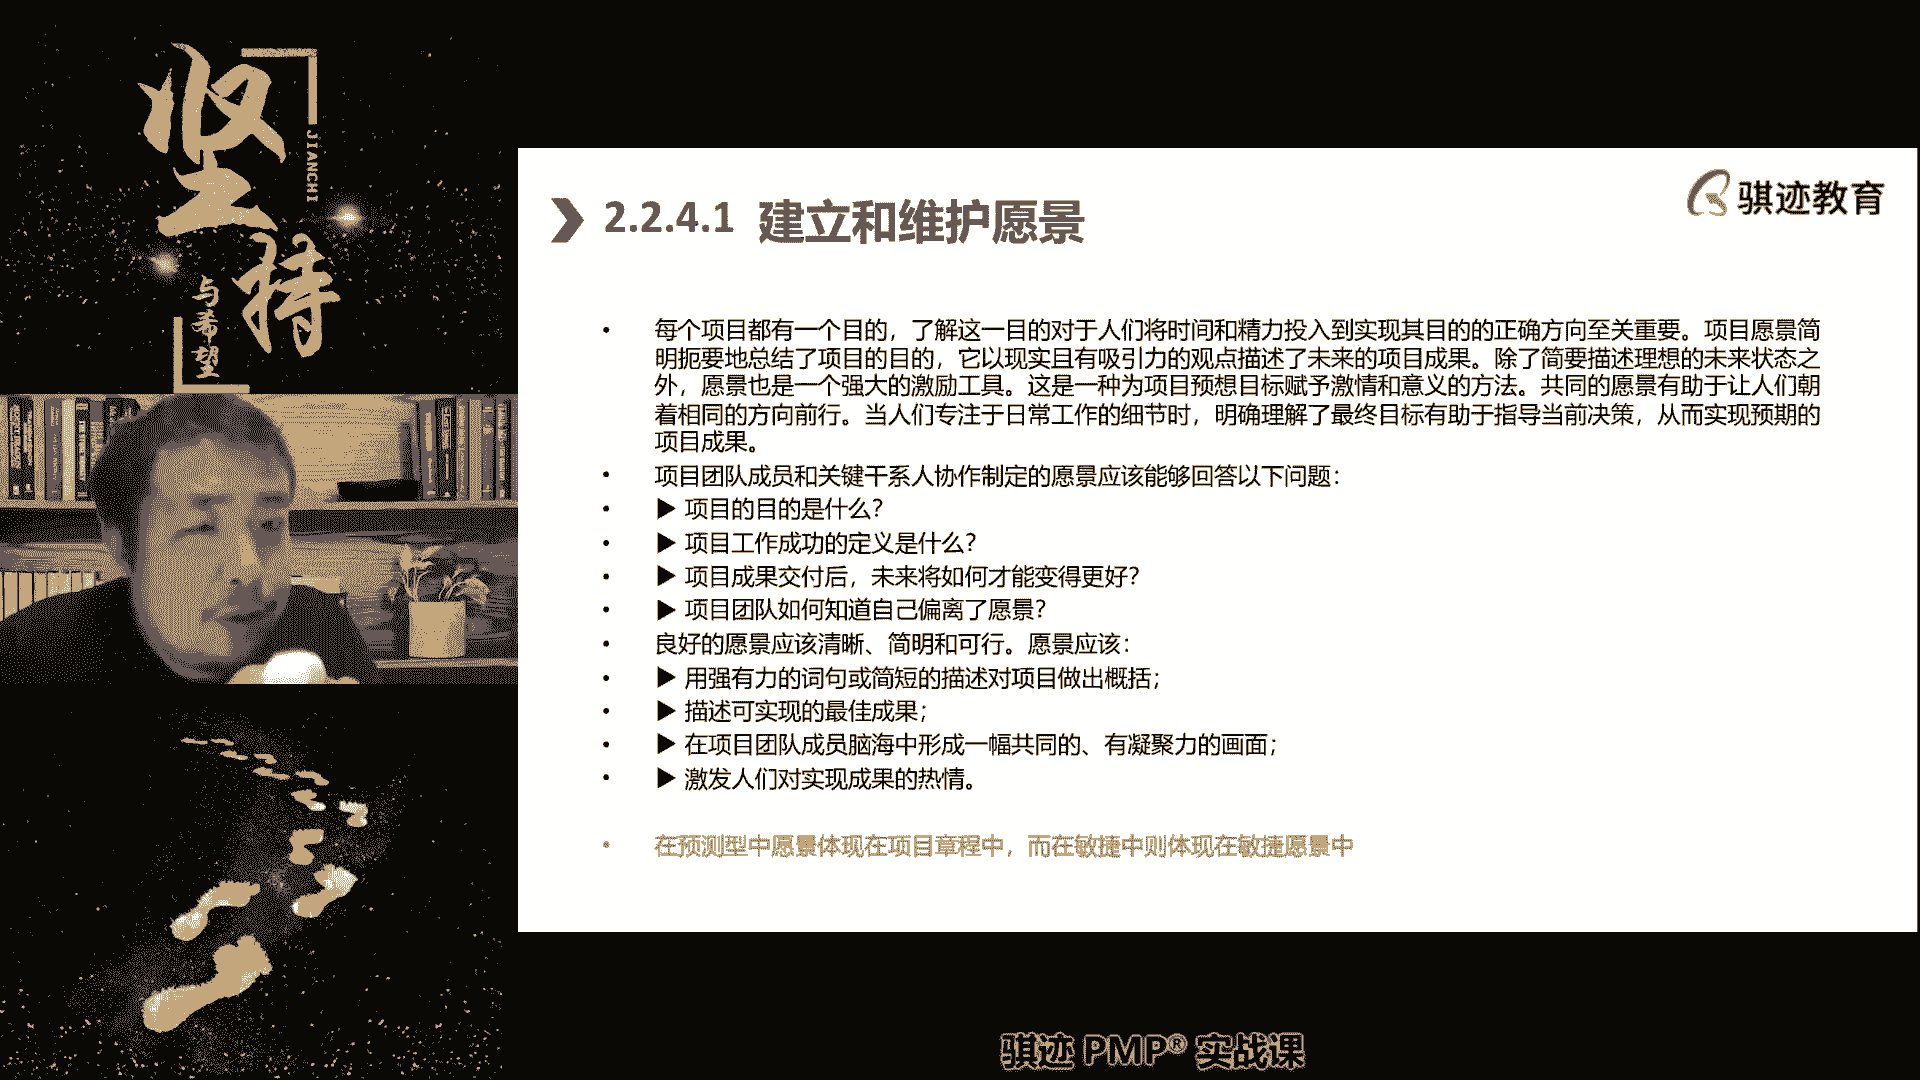 坚持
JIANCHI
与希望
骐迹教育
2.2.4.1 建立和维护愿景
• 每个项目都有一个目的，了解这一目的对于人们将时间和精力投入到实现其目的的正确方向至关重要。项目愿景简
明扼要地总结了项目的目的，它以现实且有吸引力的观点描述了未来的项目成果。除了简要描述理想的未来状态之
外，愿景也是一个强大的激励工具。这是一种为项目预想目标赋予激情和意义的方法。共同的愿景有助于让人们朝
着相同的方向前行。当人们专注于日常工作的细节时，明确理解了最终目标有助于指导当前决策，从而实现预期的
项目成果。
• 项目团队成员和关键干系人协作制定的愿景应该能够回答以下问题：
• ▶ 项目的目的是什么？
• ▶ 项目工作成功的定义是什么？
• ▶ 项目成果交付后，未来将如何才能变得更好？
• ▶ 项目团队如何知道自己偏离了愿景？
• 良好的愿景应该清晰、简明和可行。愿景应该：
• ▶ 用强有力的词句或简短的描述对项目做出概括；
• ▶ 描述可实现的最佳成果；
• ▶ 在项目团队成员脑海中形成一幅共同的、有凝聚力的画面；
• ▶ 激发人们对实现成果的热情。
• 在预测型中愿景体现在项目章程中，而在敏捷中则体现在敏捷愿景中
骐迹 PMP® 实战课